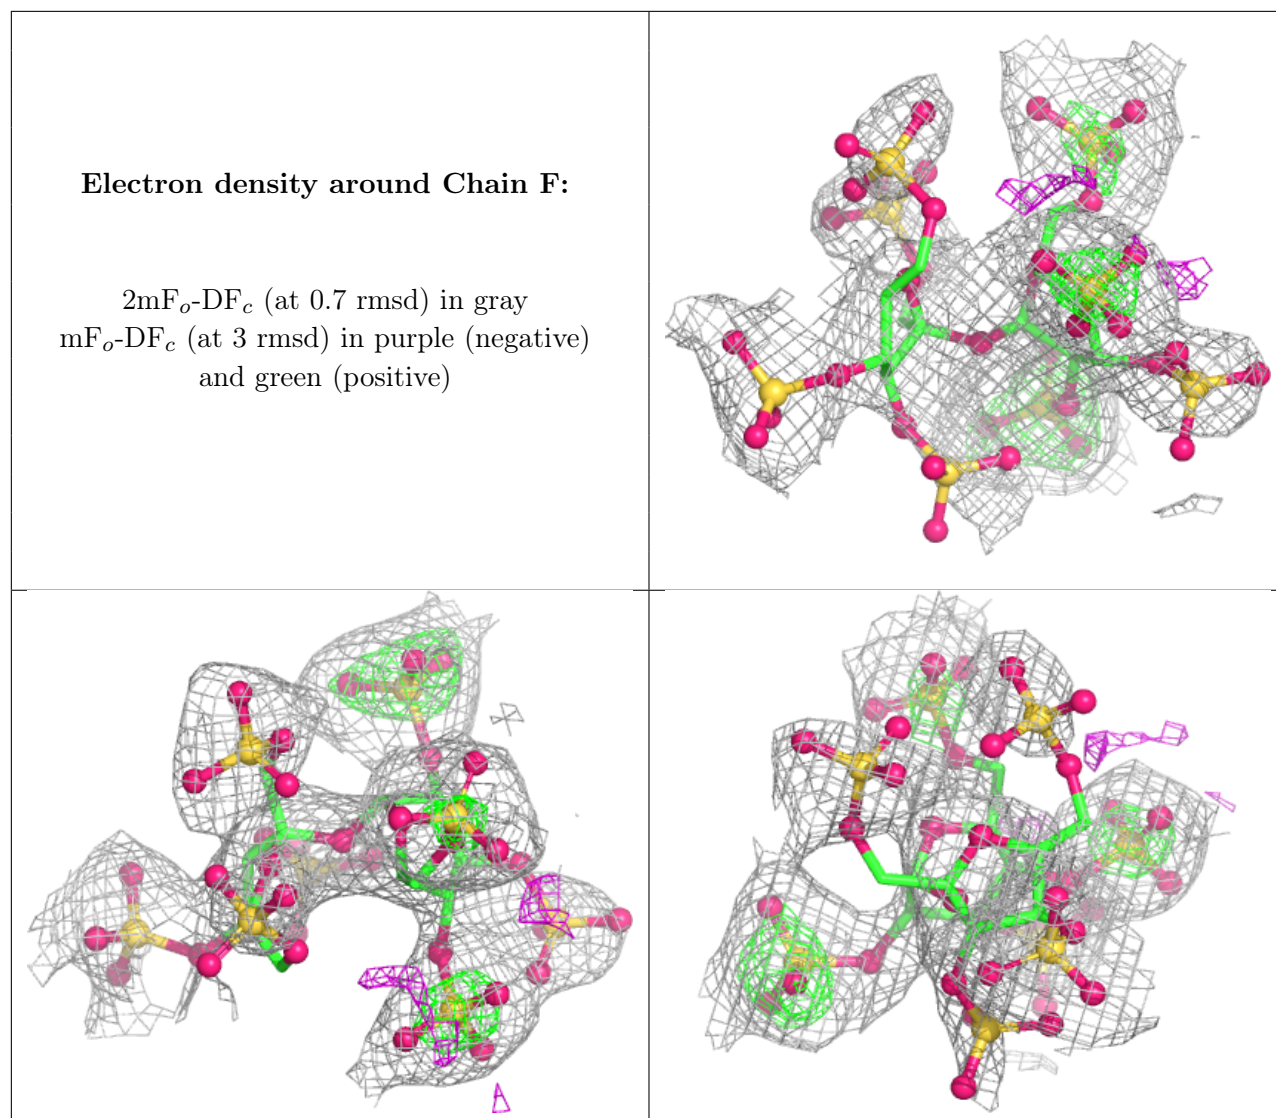 Electron density around Chain F:
2mFₒ-DF𝒸 (at 0.7 rmsd) in gray
mFₒ-DF𝒸 (at 3 rmsd) in purple (negative)
and green (positive)